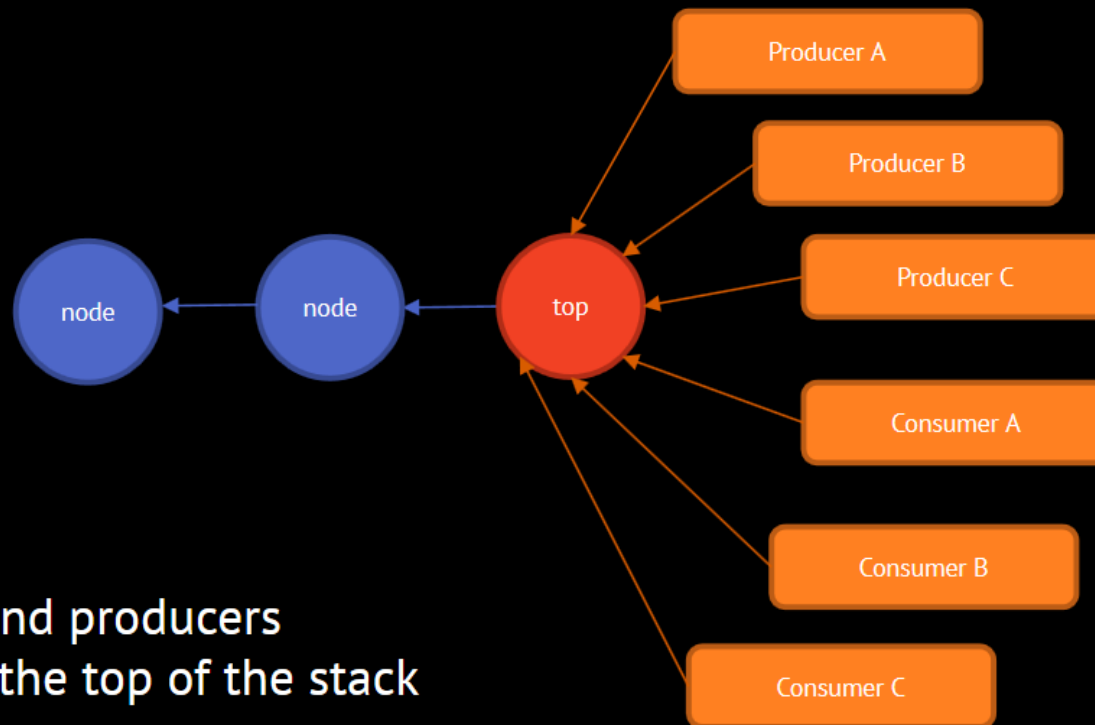 Producer A
Producer B
Producer C
node
node
top
Consumer A
Consumer B
Consumer C
nd producers
the top of the stack